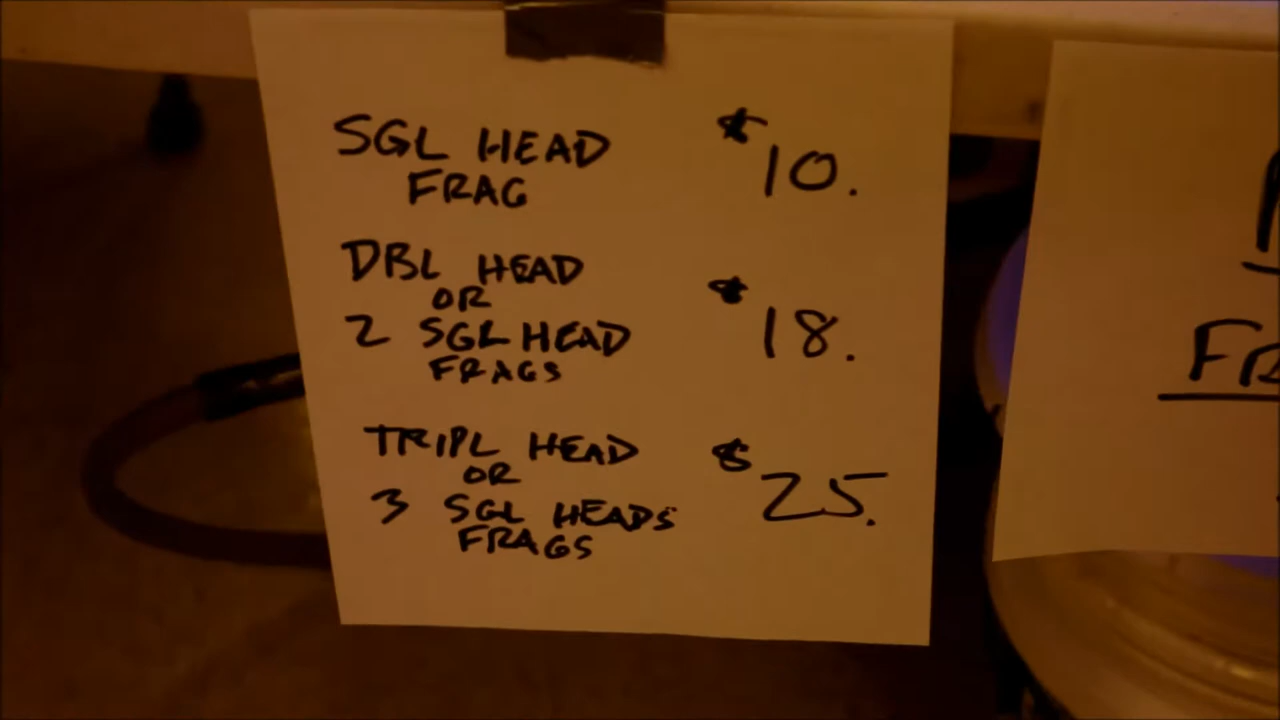 SGL HEAD $10.
FRAG
DBL HEAD
OR $18.
2 SGL HEAD
FRAGS
TRIPL HEAD $25.
OR
3 SGL HEADS
FRAGS